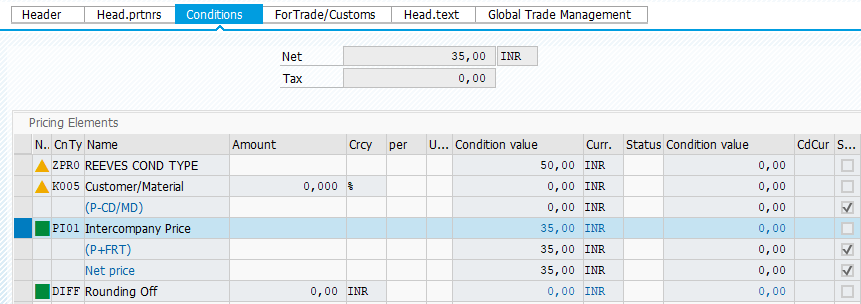 Header Head.prtnrs Conditions ForTrade/Customs Head.text Global Trade Management
Net 35,00 INR
Tax 0,00
Pricing Elements
N.. CnTy Name Amount Crcy per U... Condition value Curr. Status Condition value CdCur S...
ZPR0 REEVES COND TYPE 50,00 INR 0,00
K005 Customer/Material 0,000 % 0,00 INR 0,00
(P-CD/MD) 0,00 INR 0,00
PI01 Intercompany Price 35,00 INR 0,00
(P+FRT) 35,00 INR 0,00
Net price 35,00 INR 0,00
DIFF Rounding Off 0,00 INR 0,00 INR 0,00